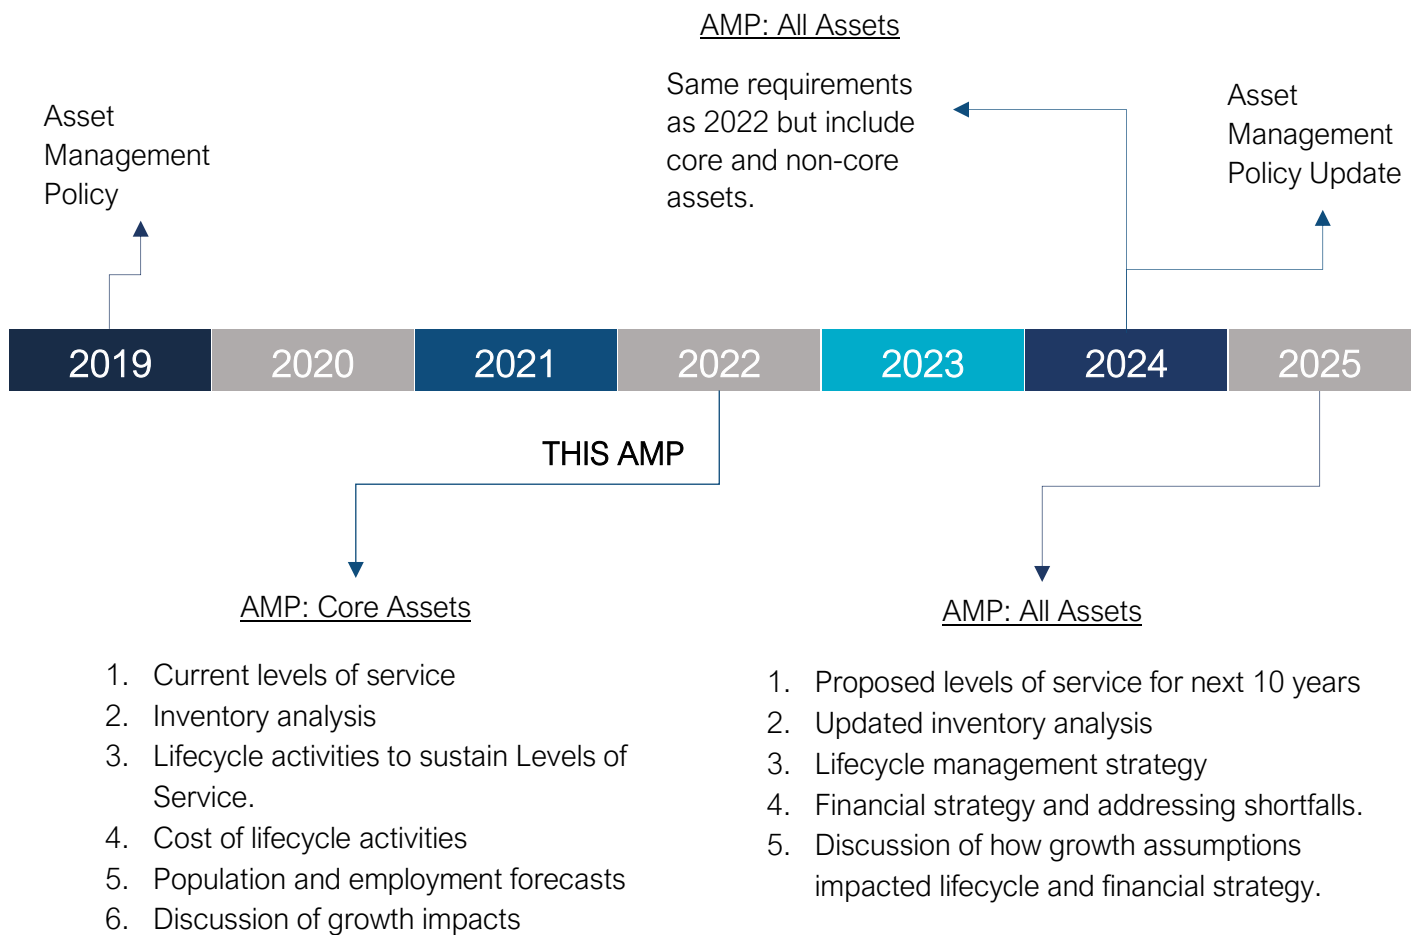 AMP: All Assets
Same requirements
as 2022 but include
core and non-core
assets.
Asset
Management
Policy
Asset
Management
Policy Update
2019 2020 2021 2022 2023 2024 2025
THIS AMP
AMP: Core Assets
1. Current levels of service
2. Inventory analysis
3. Lifecycle activities to sustain Levels of
Service.
4. Cost of lifecycle activities
5. Population and employment forecasts
6. Discussion of growth impacts
AMP: All Assets
1. Proposed levels of service for next 10 years
2. Updated inventory analysis
3. Lifecycle management strategy
4. Financial strategy and addressing shortfalls.
5. Discussion of how growth assumptions
impacted lifecycle and financial strategy.